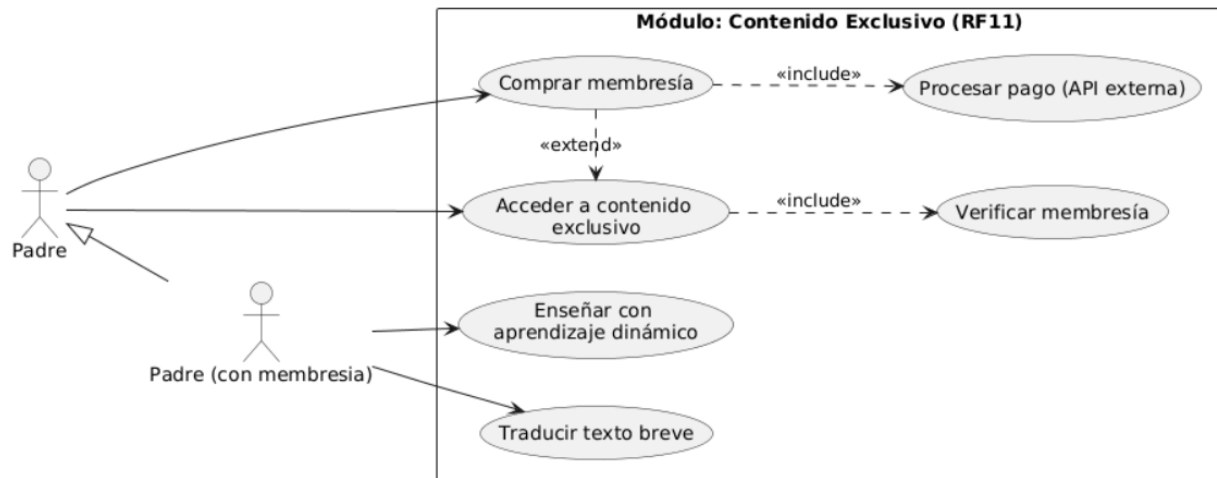 Módulo: Contenido Exclusivo (RF11)
Comprar membresía
«include»
Procesar pago (API externa)
«extend»
Padre
Acceder a contenido
exclusivo
«include»
Verificar membresía
Padre (con membresia)
Enseñar con
aprendizaje dinámico
Traducir texto breve